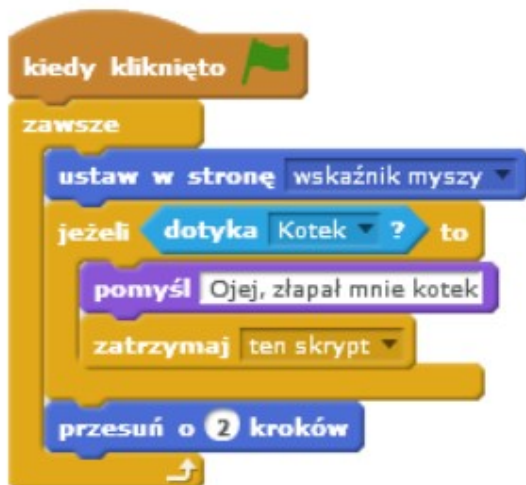 kiedy kliknięto
zawsze
ustaw w stronę wskaźnik myszy
jeżeli dotyka Kotek ? to
pomyśl Ojej, złapał mnie kotek
zatrzymaj ten skrypt
przesuń o 2 kroków